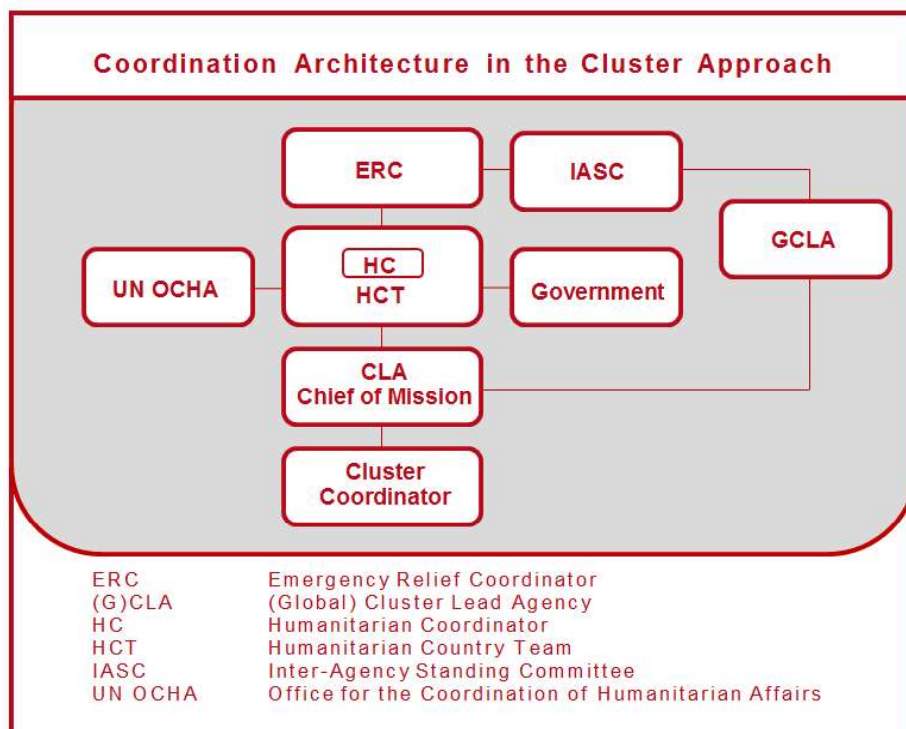 Coordination Architecture in the Cluster Approach
ERC
IASC
GCLA
HC
UN OCHA
HCT
Government
CLA
Chief of Mission
Cluster
Coordinator
ERC Emergency Relief Coordinator
(G)CLA (Global) Cluster Lead Agency
HC Humanitarian Coordinator
HCT Humanitarian Country Team
IASC Inter-Agency Standing Committee
UN OCHA Office for the Coordination of Humanitarian Affairs